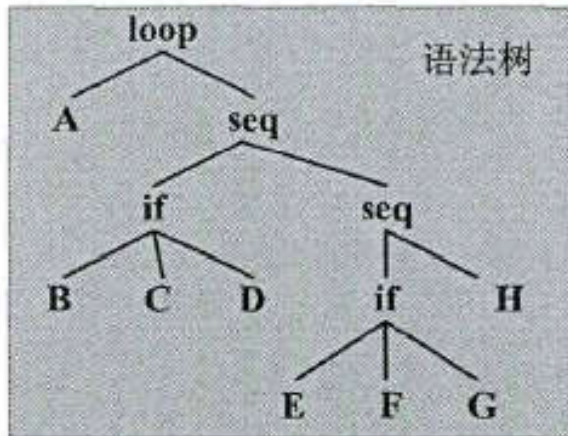 loop
语法树
A seq
if seq
B C D if H
E F G